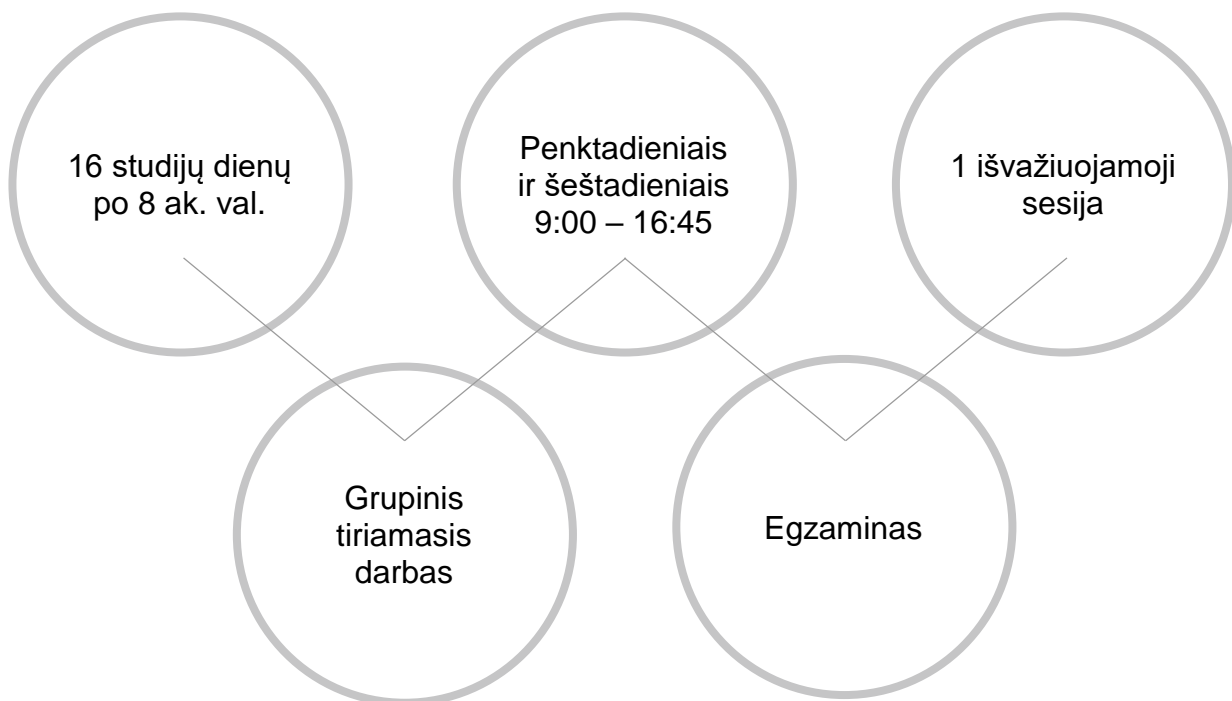 16 studijų dienų
po 8 ak. val.
Penktadieniais
ir šeštadieniais
9:00 – 16:45
1 išvažiuojamoji
sesija
Grupinis
tiriamasis
darbas
Egzaminas